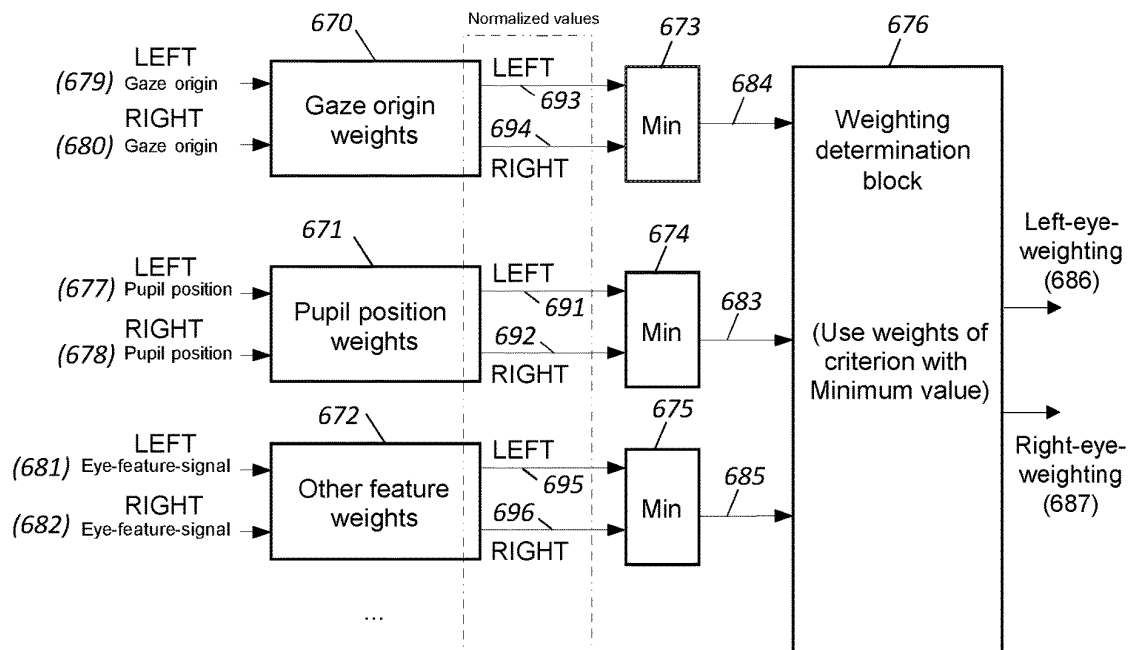 670
Normalized values
673
676
LEFT
(679) Gaze origin
RIGHT
(680) Gaze origin
Gaze origin
weights
LEFT
693
694
RIGHT
Min
684
Weighting
determination
block
671
LEFT
(677) Pupil position
RIGHT
(678) Pupil position
Pupil position
weights
LEFT
691
692
RIGHT
674
Min
683
(Use weights of
criterion with
Minimum value)
Left-eye-
weighting
(686)
672
LEFT
(681) Eye-feature-signal
RIGHT
(682) Eye-feature-signal
Other feature
weights
LEFT
695
696
RIGHT
675
Min
685
Right-eye-
weighting
(687)
...